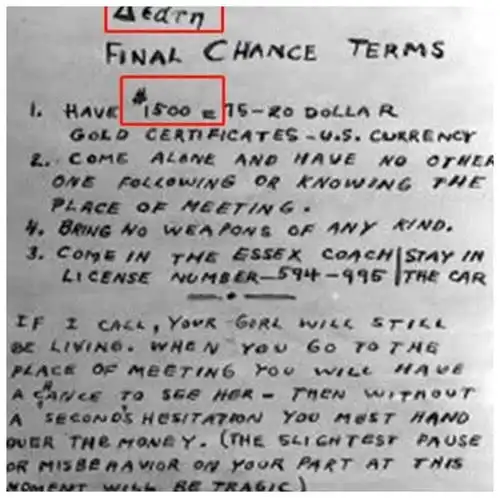 FINAL CHANCE TERMS
1. HAVE $1500 = 75-20 DOLLAR
GOLD CERTIFICATES - U.S. CURRENCY
2. COME ALONE AND HAVE NO OTHER
ONE FOLLOWING OR KNOWING THE
PLACE OF MEETING.
4. BRING NO WEAPONS OF ANY KIND.
3. COME IN THE ESSEX COACH | STAY IN
LICENSE NUMBER - 594-995 | THE CAR
IF I CALL, YOUR GIRL WILL STILL
BE LIVING. WHEN YOU GO TO THE
PLACE OF MEETING YOU WILL HAVE
A CHANCE TO SEE HER - THEN WITHOUT
A SECOND'S HESITATION YOU MUST HAND
OVER THE MONEY. (THE SLIGHTEST PAUSE
OR MISBEHAVIOR ON YOUR PART AT THIS
MOMENT WILL BE TRAGIC)